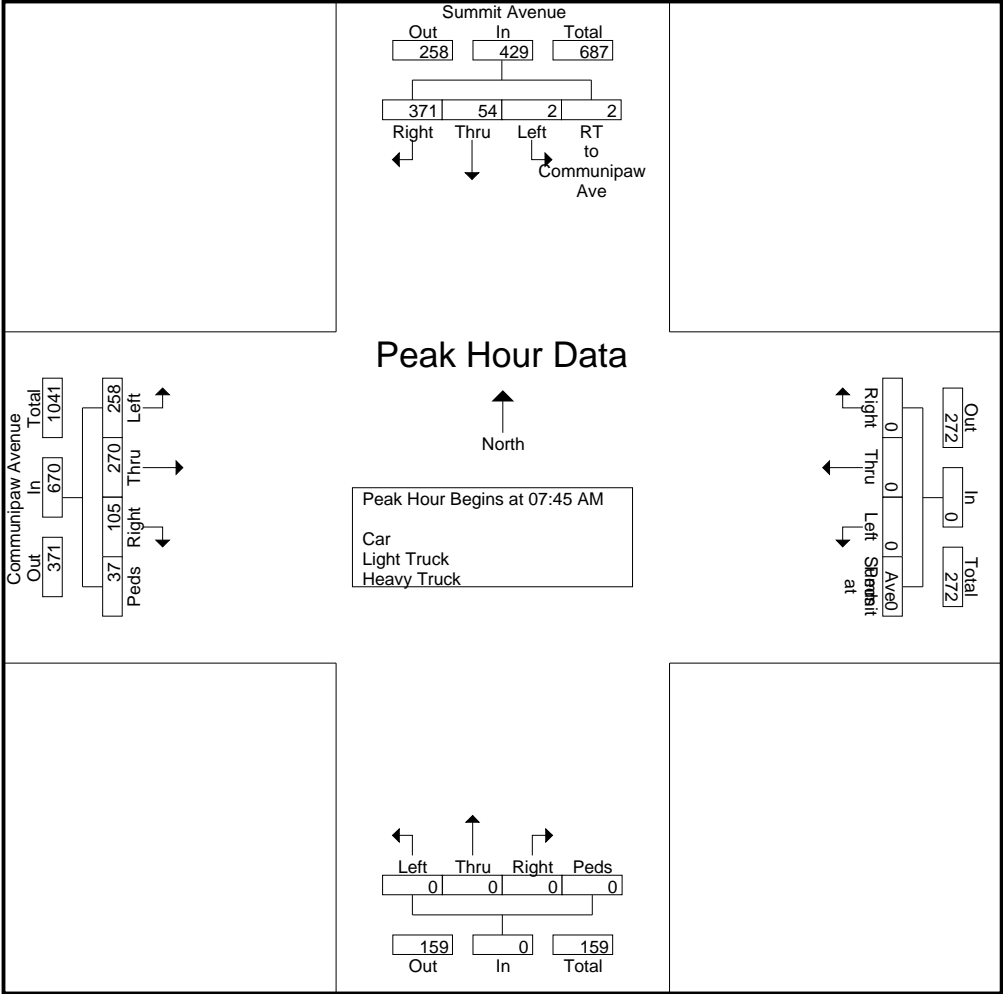 Summit Avenue
Out In Total
258 429 687
371 54 2 2
Right Thru Left RT
to
Communipaw
Ave
Peak Hour Data
North
Peak Hour Begins at 07:45 AM
Car
Light Truck
Heavy Truck
Communipaw Avenue
Total In Out
1041 670 371
258 270 105 37
Left Thru Right Peds
Out In Total
272 0 272
0 0 0 Ave0
Right Thru Left
at
Left Thru Right Peds
0 0 0 0
159 0 159
Out In Total